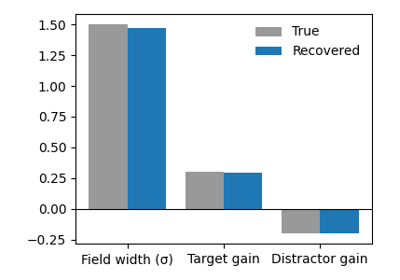 1.50
1.25
1.00
0.75
0.50
0.25
0.00
−0.25
True
Recovered
Field width (σ)
Target gain
Distractor gain